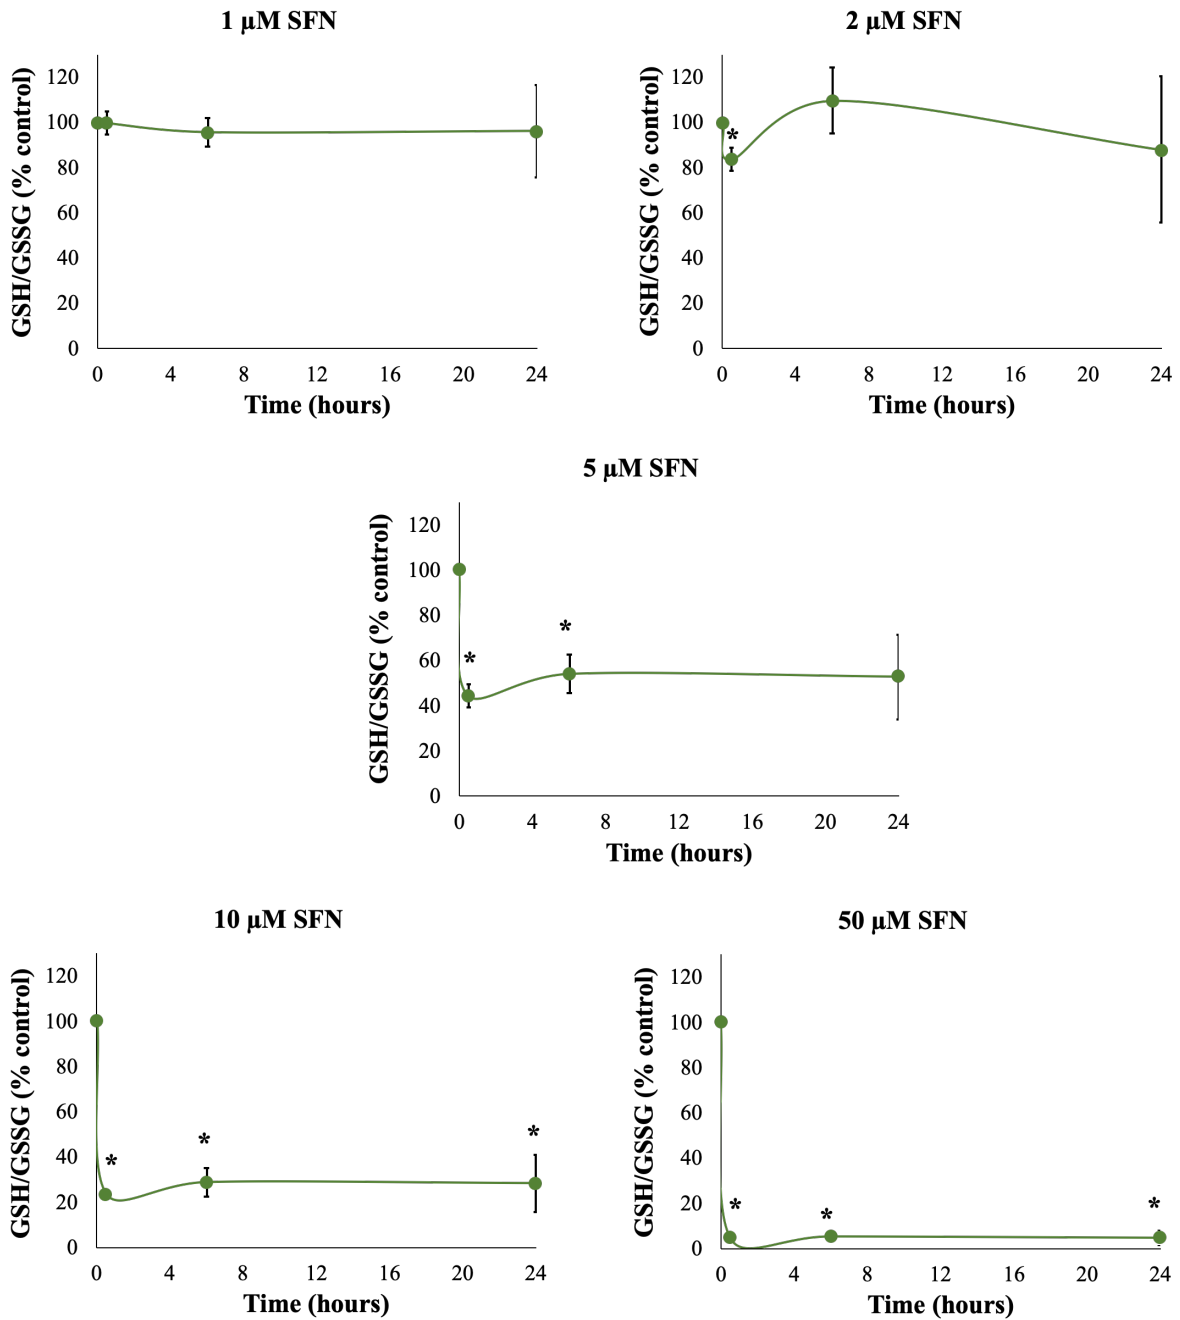 1 µM SFN
GSH/GSSG (% control)
120
100
80
60
40
20
0
0 4 8 12 16 20 24
Time (hours)
2 µM SFN
GSH/GSSG (% control)
120
100
80
60
40
20
0
*
0 4 8 12 16 20 24
Time (hours)
5 µM SFN
GSH/GSSG (% control)
120
100
80
60
40
20
0
* *
0 4 8 12 16 20 24
Time (hours)
10 µM SFN
GSH/GSSG (% control)
120
100
80
60
40
20
0
* * *
0 4 8 12 16 20 24
Time (hours)
50 µM SFN
GSH/GSSG (% control)
120
100
80
60
40
20
0
* * *
0 4 8 12 16 20 24
Time (hours)